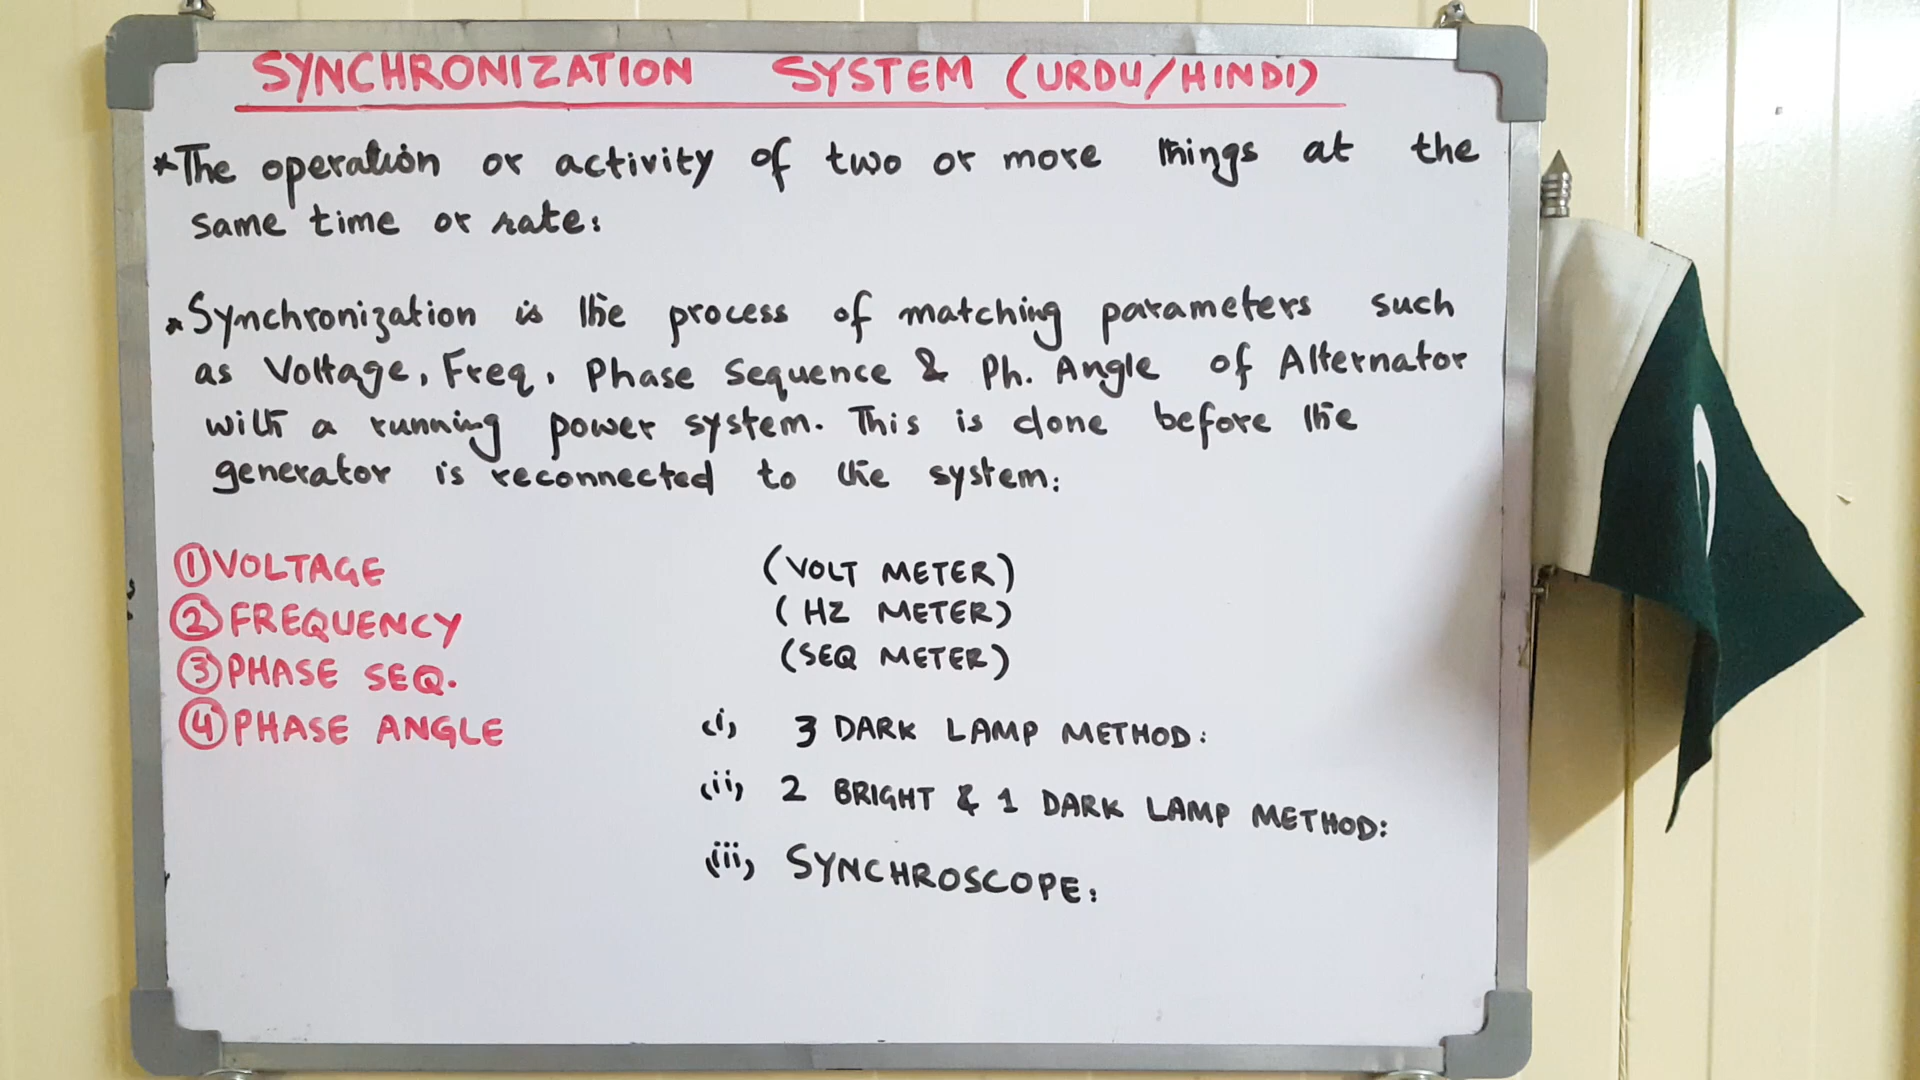 SYNCHRONIZATION SYSTEM (URDU/HINDI)
*The operation or activity of two or more things at the
same time or rate:
*Synchronization is the process of matching parameters such
as Voltage, Freq, Phase Sequence & Ph. Angle of Alternator
with a running power system. This is done before the
generator is reconnected to the system:
①VOLTAGE (VOLT METER)
②FREQUENCY (HZ METER)
③PHASE SEQ. (SEQ METER)
④PHASE ANGLE (i) 3 DARK LAMP METHOD:
(ii) 2 BRIGHT & 1 DARK LAMP METHOD:
(iii) SYNCHROSCOPE: